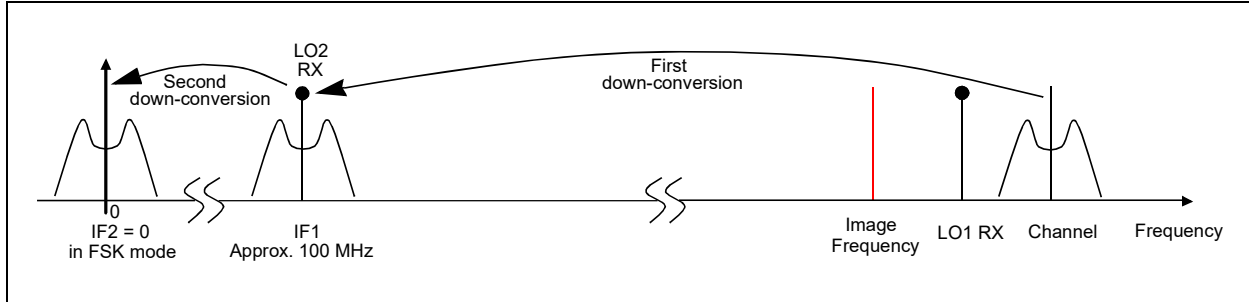 LO2
RX
Second
down-conversion
First
down-conversion
0
IF2 = 0
in FSK mode
IF1
Approx. 100 MHz
Image
Frequency
LO1 RX
Channel
Frequency